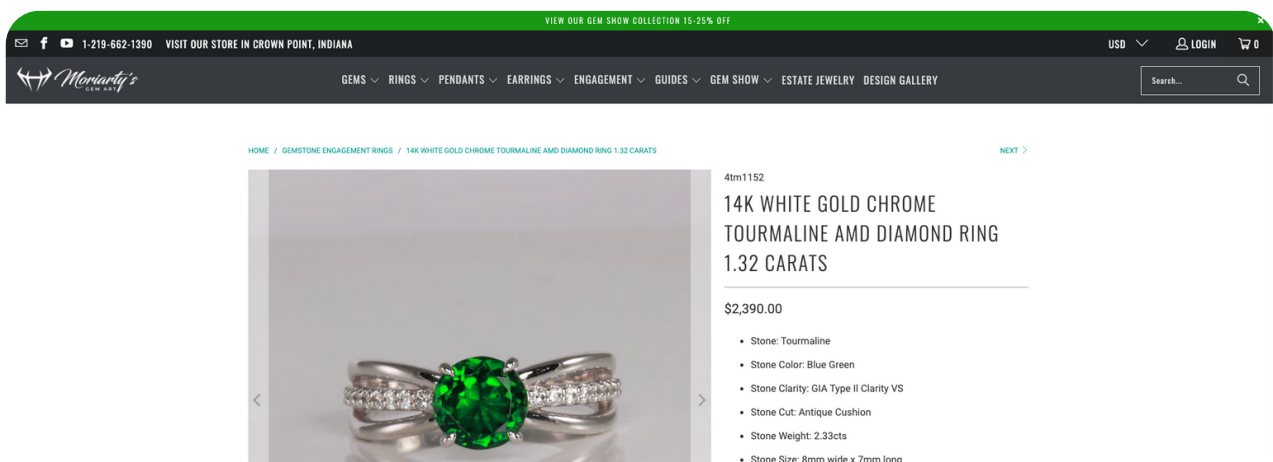 VIEW OUR GEM SHOW COLLECTION 15-25% OFF
1-219-662-1390 VISIT OUR STORE IN CROWN POINT, INDIANA
USD LOGIN 0
Moriarty's
GEM ART
GEMS RINGS PENDANTS EARRINGS ENGAGEMENT GUIDES GEM SHOW ESTATE JEWELRY DESIGN GALLERY
Search...
HOME / GEMSTONE ENGAGEMENT RINGS / 14K WHITE GOLD CHROME TOURMALINE AMD DIAMOND RING 1.32 CARATS
NEXT
4tm1152
14K WHITE GOLD CHROME
TOURMALINE AMD DIAMOND RING
1.32 CARATS
$2,390.00
• Stone: Tourmaline
• Stone Color: Blue Green
• Stone Clarity: GIA Type II Clarity VS
• Stone Cut: Antique Cushion
• Stone Weight: 2.33cts
• Stone Size: 8mm wide x 7mm long